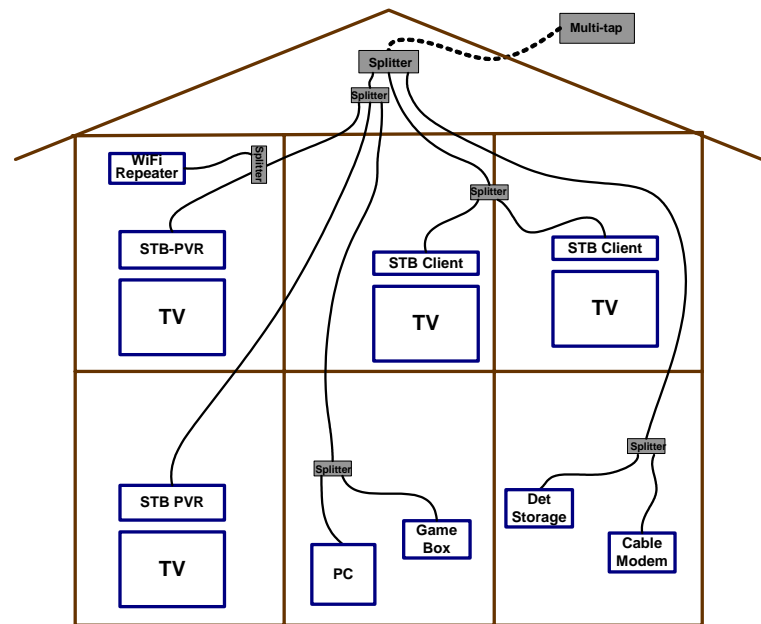 Multi-tap
Splitter
Splitter
WiFi
Repeater
Splitter
Splitter
STB-PVR
STB Client
STB Client
TV
TV
TV
Splitter
Splitter
STB PVR
Det
Storage
Game
Box
Cable
Modem
TV
PC